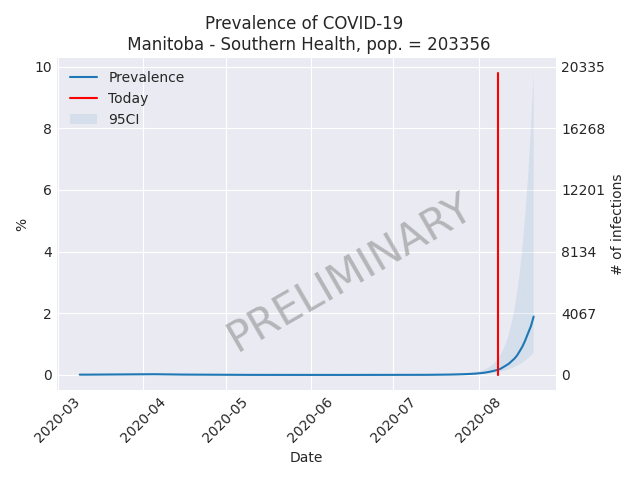 Prevalence of COVID-19
Manitoba - Southern Health, pop. = 203356
Prevalence
Today
95CI
10
8
6
4
2
0
%
20335
16268
12201
8134
4067
0
# of infections
PRELIMINARY
2020-03
2020-04
2020-05
2020-06
2020-07
2020-08
Date